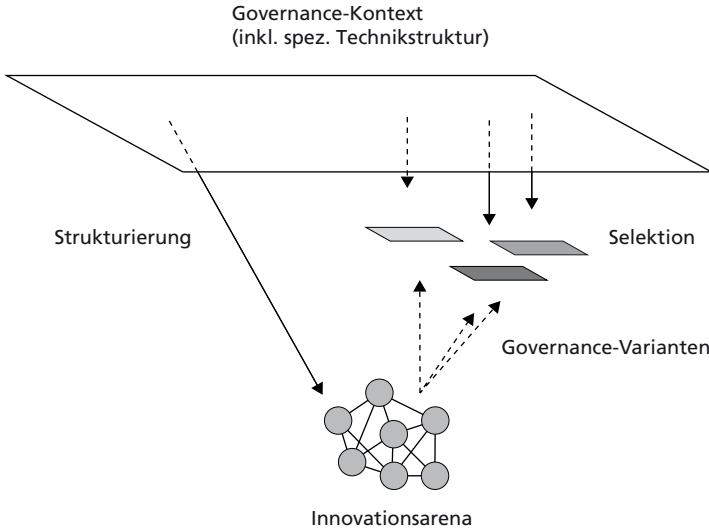 Governance-Kontext
(inkl. spez. Technikstruktur)
Strukturierung
Selektion
Governance-Varianten
Innovationsarena